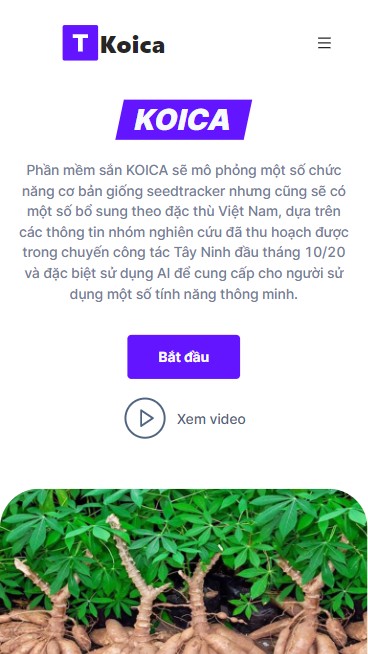 T Koica
KOICA
Phần mềm sắn KOICA sẽ mô phỏng một số chức
năng cơ bản giống seedtracker nhưng cũng sẽ có
một số bổ sung theo đặc thù Việt Nam, dựa trên
các thông tin nhóm nghiên cứu đã thu hoạch được
trong chuyến công tác Tây Ninh đầu tháng 10/20
và đặc biệt sử dụng AI để cung cấp cho người sử
dụng một số tính năng thông minh.
Bắt đầu
Xem video